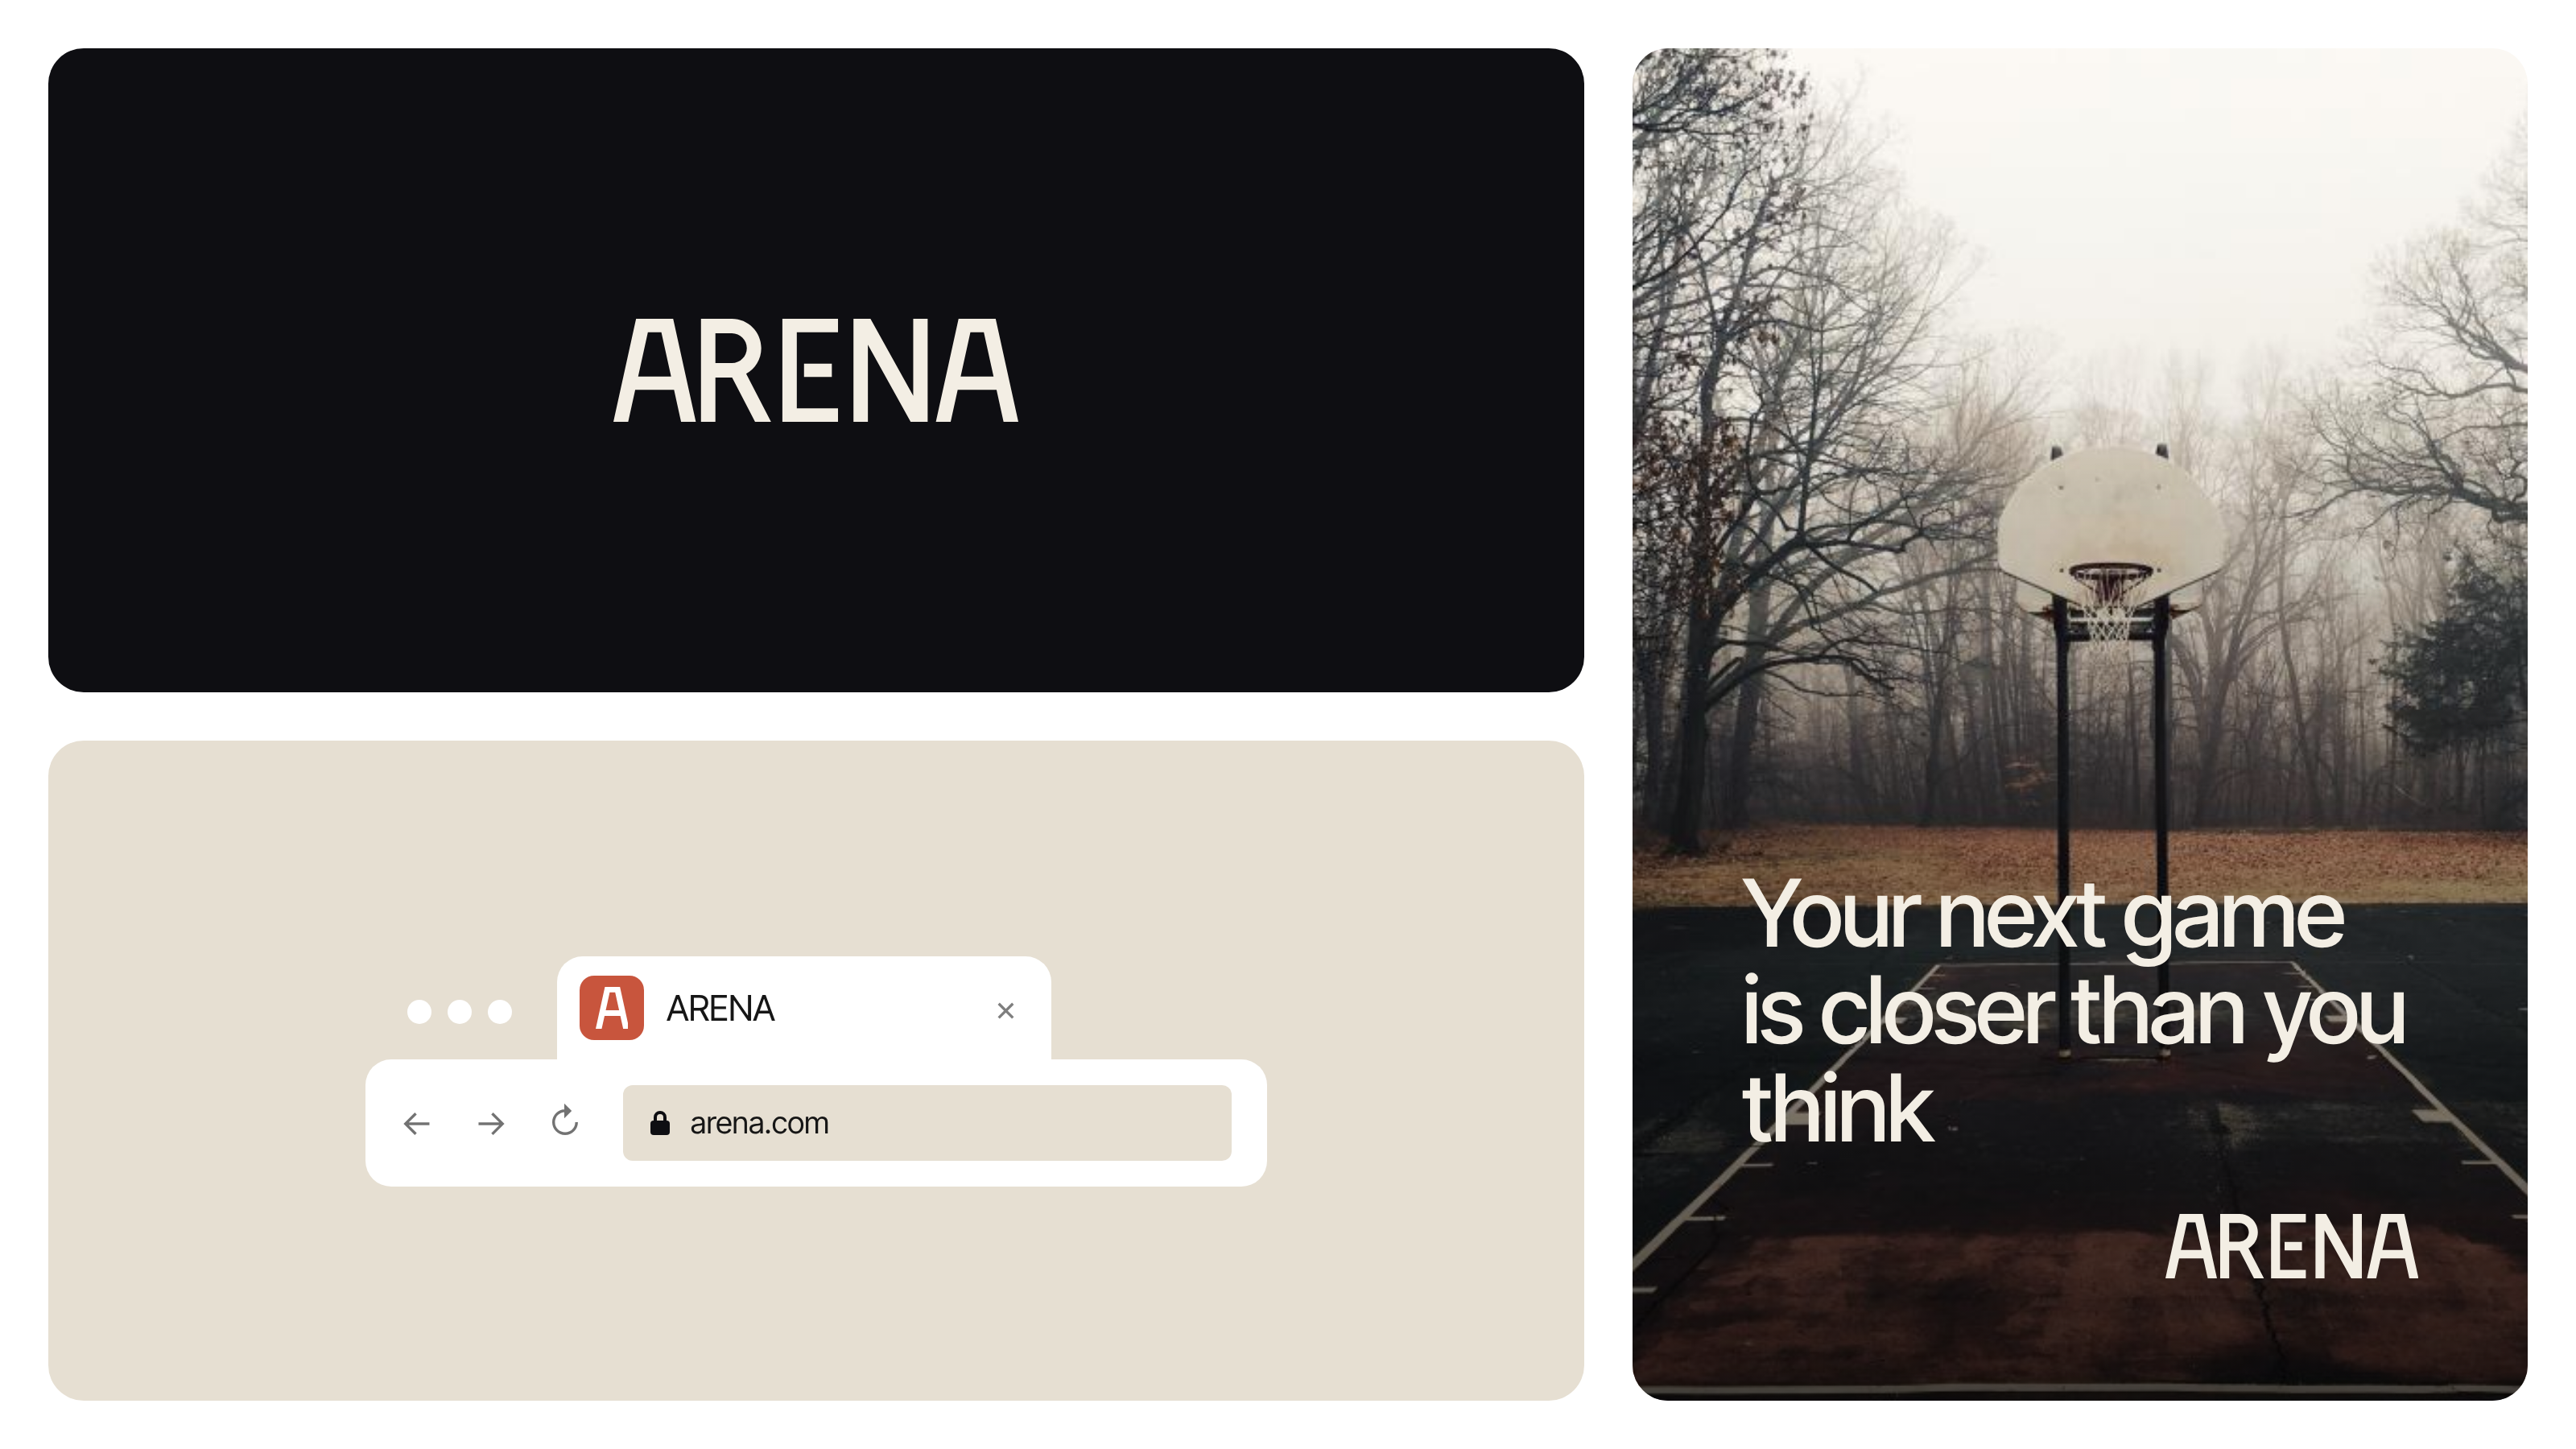 ARENA
A ARENA
arena.com
Your next game
is closer than you
think
ARENA